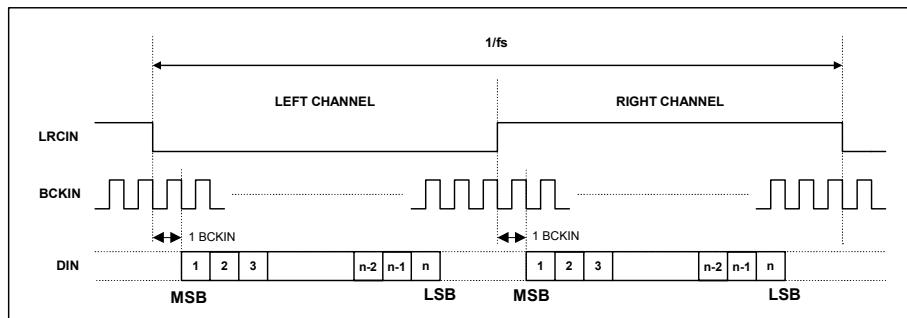 1/fs
LEFT CHANNEL RIGHT CHANNEL
LRCIN
BCKIN
1 BCKIN 1 BCKIN
DIN 1 2 3 n-2 n-1 n 1 2 3 n-2 n-1 n
MSB LSB MSB LSB